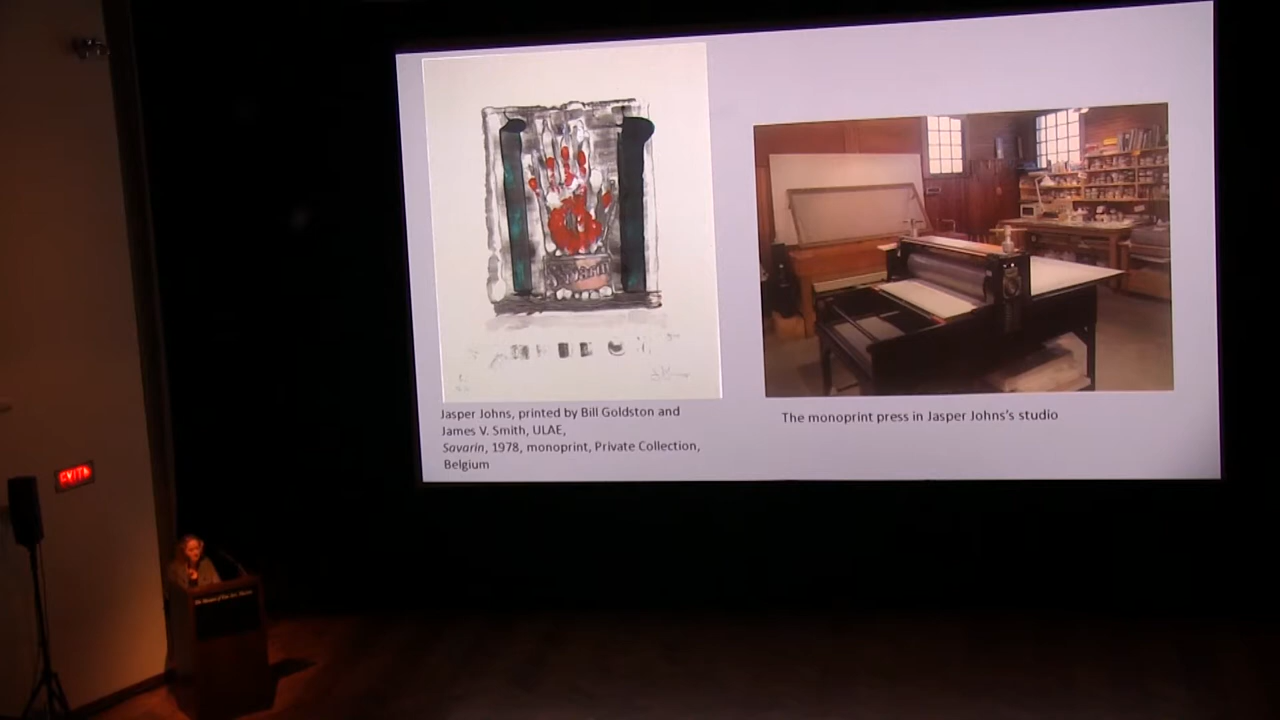 Jasper Johns, printed by Bill Goldston and
James V. Smith, ULAE,
Savarin, 1978, monoprint, Private Collection,
Belgium
The monoprint press in Jasper Johns's studio